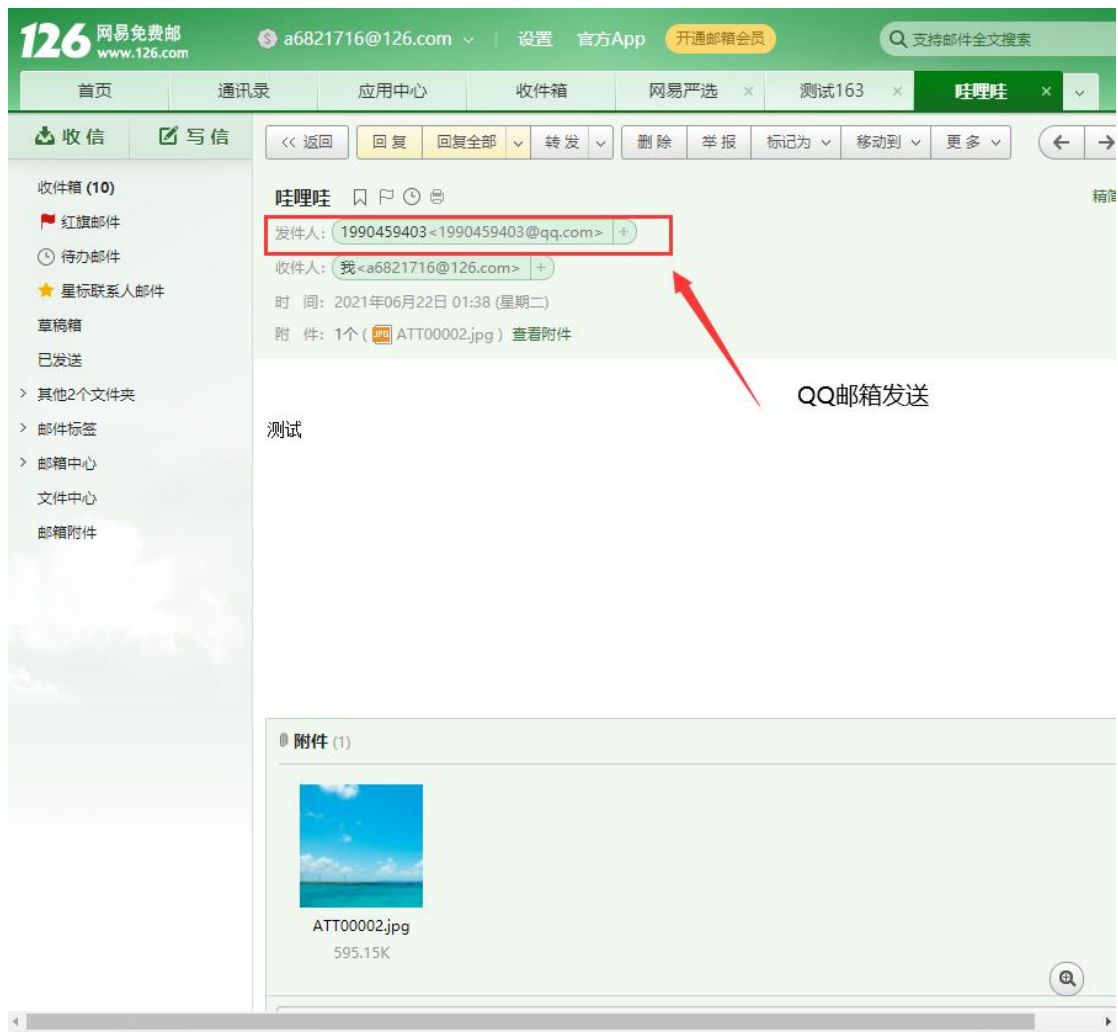 126 网易免费邮
www.126.com
a6821716@126.com 设置 官方App 开通邮箱会员 支持邮件全文搜索
首页 通讯录 应用中心 收件箱 网易严选 × 测试163 × 哇哩哇 ×
收信 写信
<< 返回 回复 回复全部 转发 删除 举报 标记为 移动到 更多
收件箱 (10)
红旗邮件
待办邮件
星标联系人邮件
草稿箱
已发送
其他2个文件夹
邮件标签
邮箱中心
文件中心
邮箱附件
哇哩哇
精简
发件人: 1990459403<1990459403@qq.com> +
收件人: 我<a6821716@126.com> +
时 间: 2021年06月22日 01:38 (星期二)
附 件: 1个 ( JPG ATT00002.jpg ) 查看附件
QQ邮箱发送
测试
附件 (1)
ATT00002.jpg
595.15K